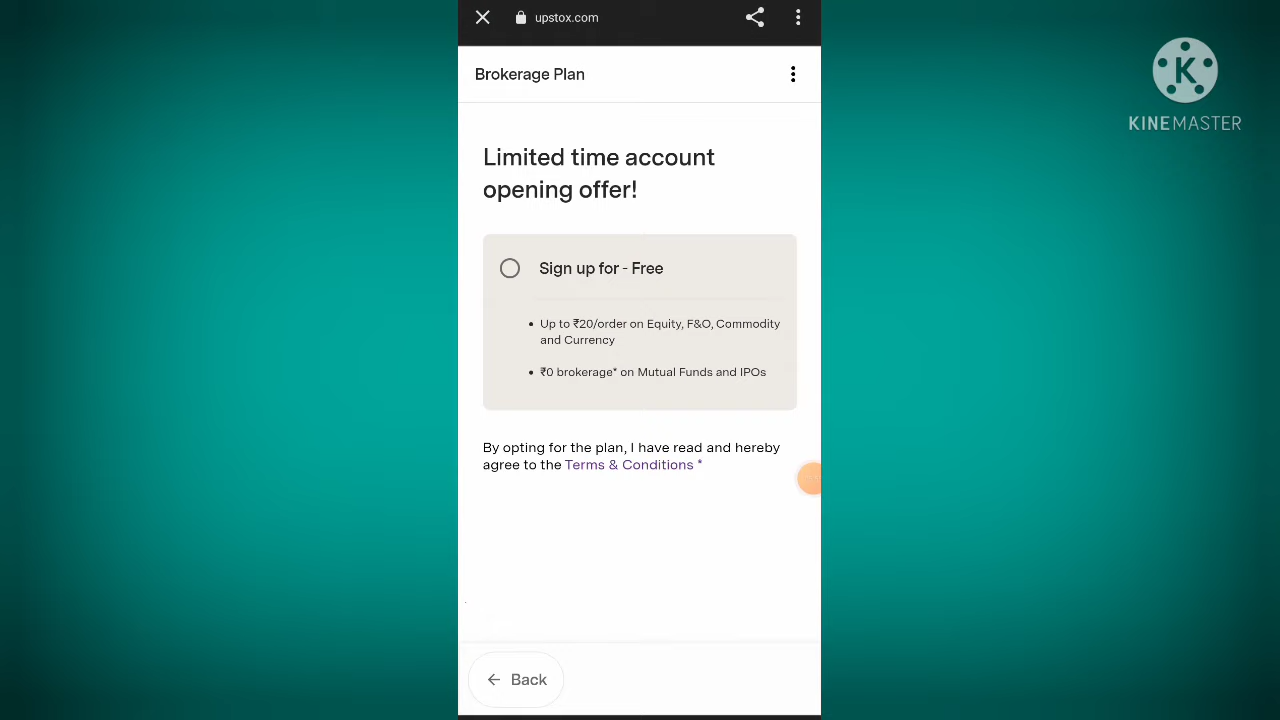 upstox.com
K
KINEMASTER
Brokerage Plan
Limited time account
opening offer!
Sign up for - Free
• Up to ₹20/order on Equity, F&O, Commodity
and Currency
• ₹0 brokerage* on Mutual Funds and IPOs
By opting for the plan, I have read and hereby
agree to the Terms & Conditions *
← Back